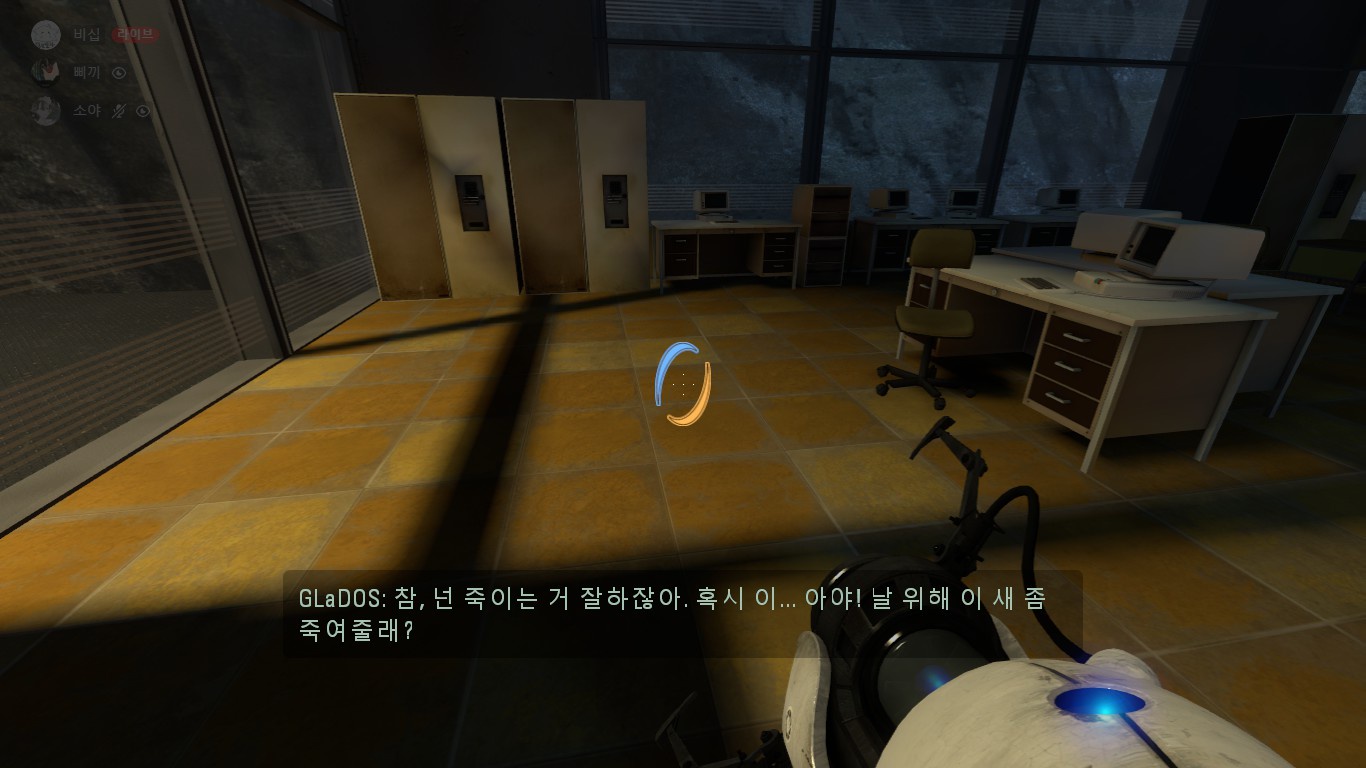 비십 라이브
삐끼
소야
GLaDOS: 참, 넌 죽이는 거 잘하잖아. 혹시 이... 아야! 날 위해 이 새 좀
죽여줄래?